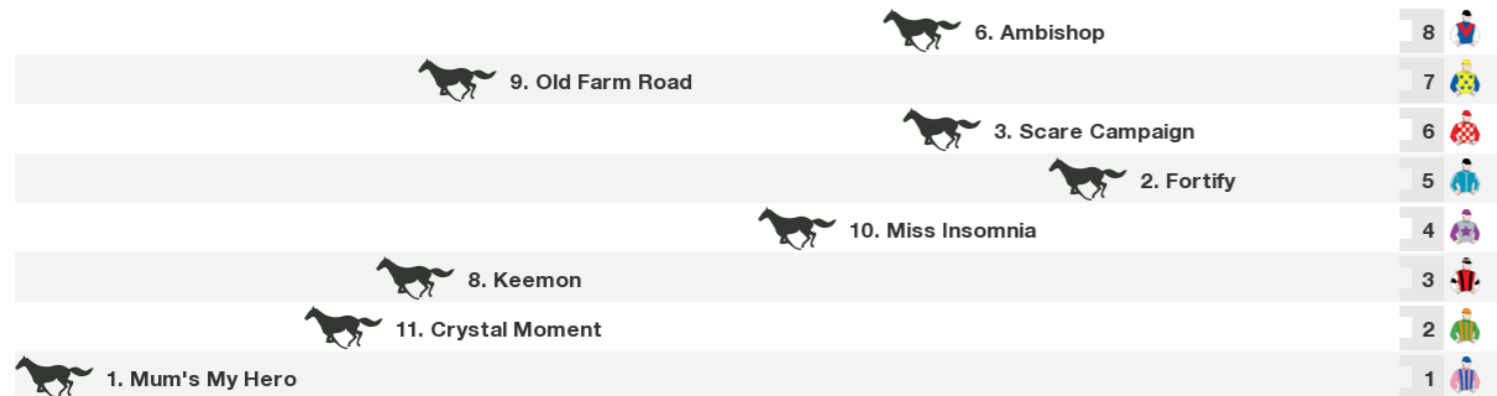 6. Ambishop 8
9. Old Farm Road 7
3. Scare Campaign 6
2. Fortify 5
10. Miss Insomnia 4
8. Keemon 3
11. Crystal Moment 2
1. Mum's My Hero 1